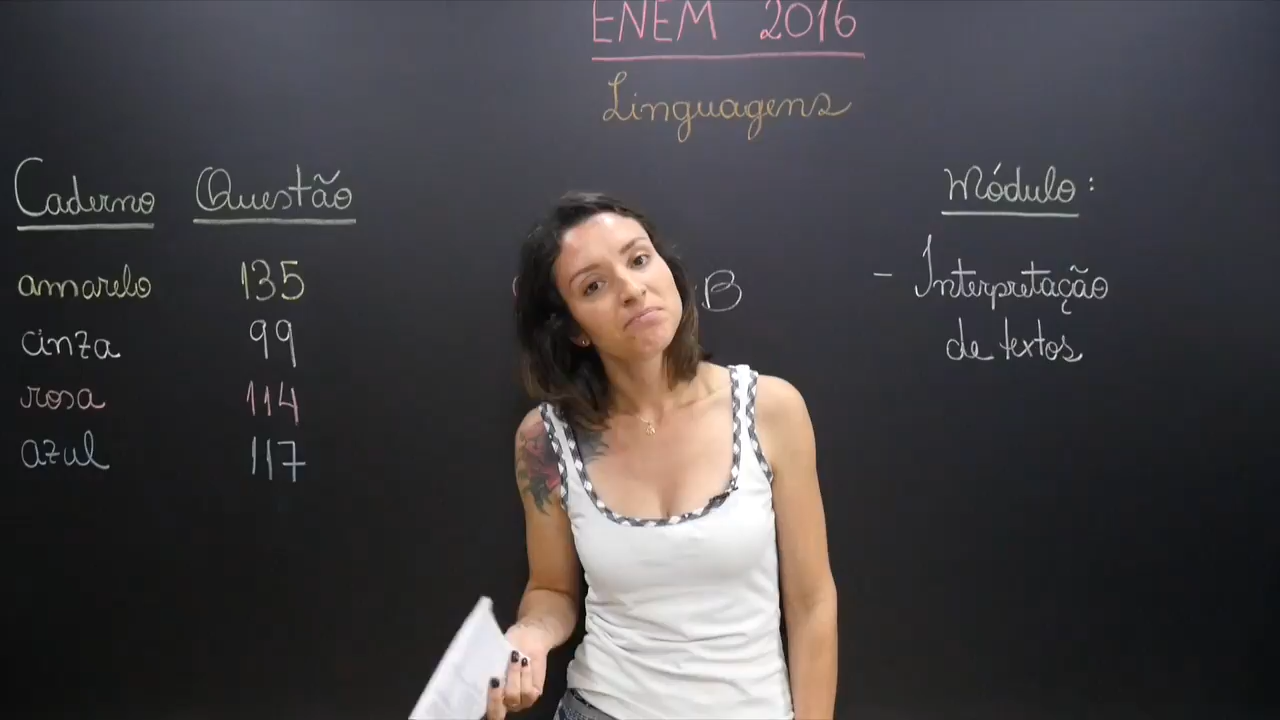 ENEM 2016
Linguagens
Caderno Questão
amarelo 135
cinza 99
rosa 114
azul 117
B
Módulo:
- Interpretação
de textos